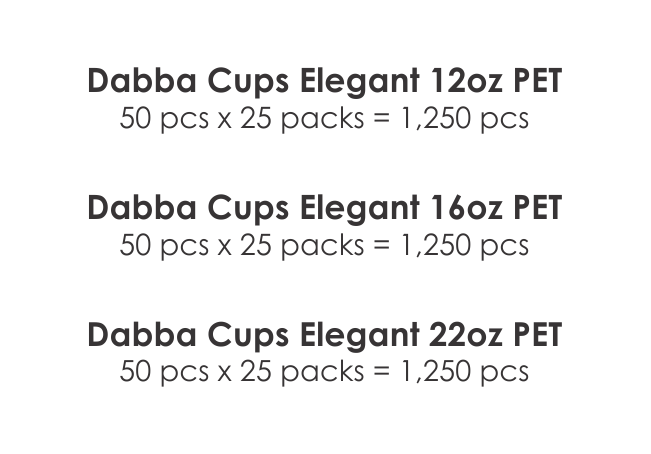 Dabba Cups Elegant 12oz PET
50 pcs x 25 packs = 1,250 pcs
Dabba Cups Elegant 16oz PET
50 pcs x 25 packs = 1,250 pcs
Dabba Cups Elegant 22oz PET
50 pcs x 25 packs = 1,250 pcs